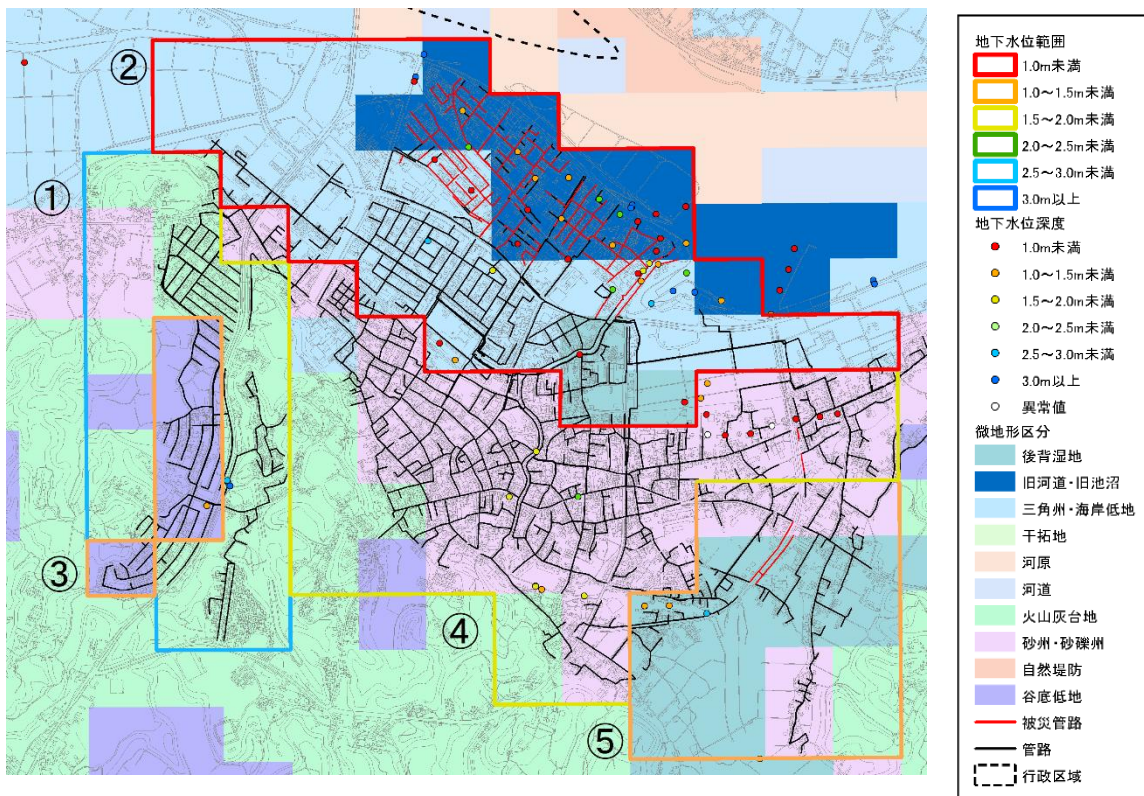 ②
①
③
④
⑤
地下水位範囲
1.0m未満
1.0～1.5m未満
1.5～2.0m未満
2.0～2.5m未満
2.5～3.0m未満
3.0m以上
地下水位深度
1.0m未満
1.0～1.5m未満
1.5～2.0m未満
2.0～2.5m未満
2.5～3.0m未満
3.0m以上
異常値
微地形区分
後背湿地
旧河道・旧池沼
三角州・海岸低地
干拓地
河原
河道
火山灰台地
砂州・砂礫州
自然堤防
谷底低地
被災管路
管路
行政区域